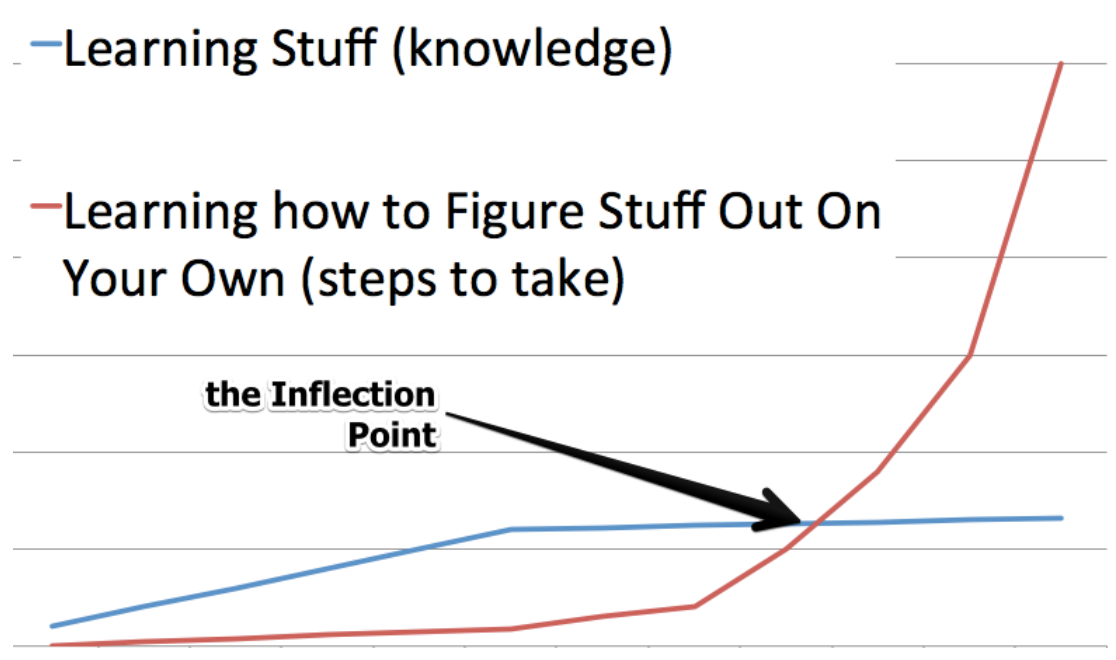 Learning Stuff (knowledge)
Learning how to Figure Stuff Out On
Your Own (steps to take)
the Inflection
Point